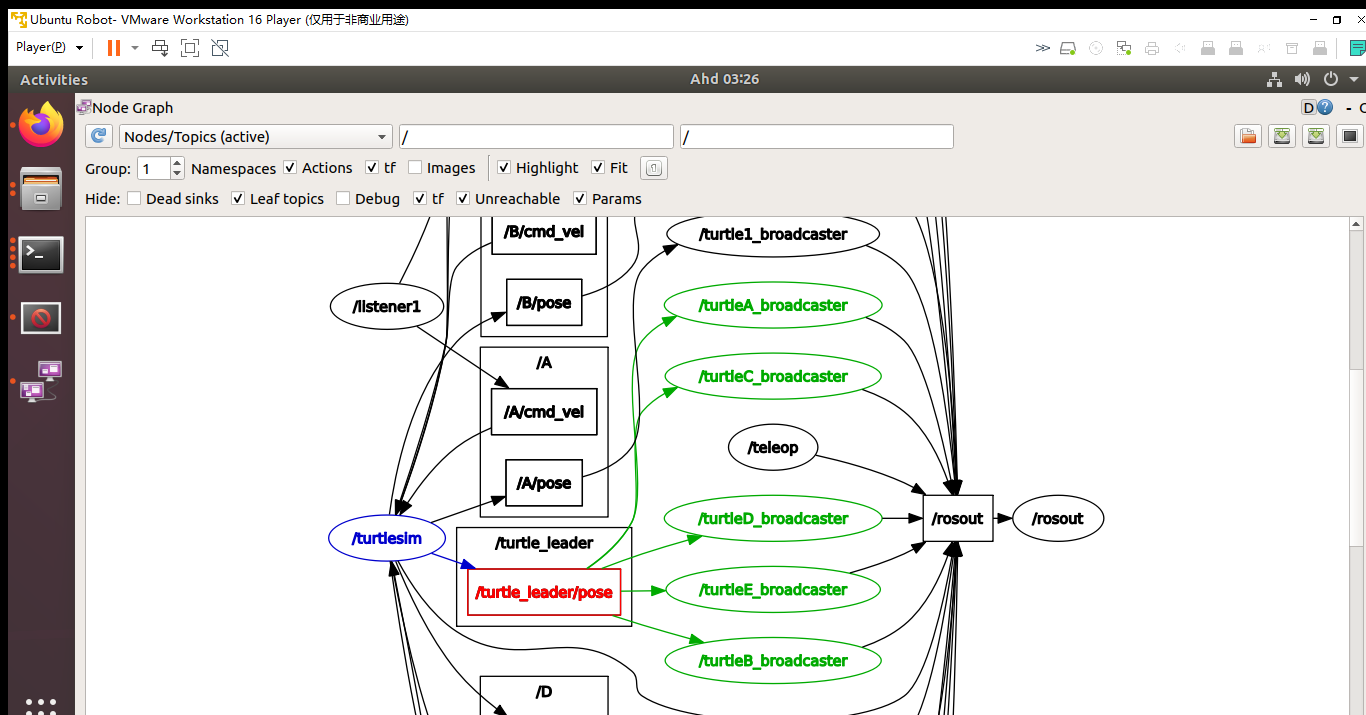 Ubuntu Robot- VMware Workstation 16 Player (仅用于非商业用途)
Player(P)
Activities
Ahd 03:26
Node Graph
D
Nodes/Topics (active)
/
/
Group: 1 Namespaces Actions tf Images Highlight Fit
Hide: Dead sinks Leaf topics Debug tf Unreachable Params
/B/cmd_vel
/turtle1_broadcaster
/B/pose
/listener1
/turtleA_broadcaster
/A
/turtleC_broadcaster
/A/cmd_vel
/teleop
/A/pose
/turtleD_broadcaster
/rosout
/rosout
/turtlesim
/turtle_leader
/turtle_leader/pose
/turtleE_broadcaster
/turtleB_broadcaster
/D